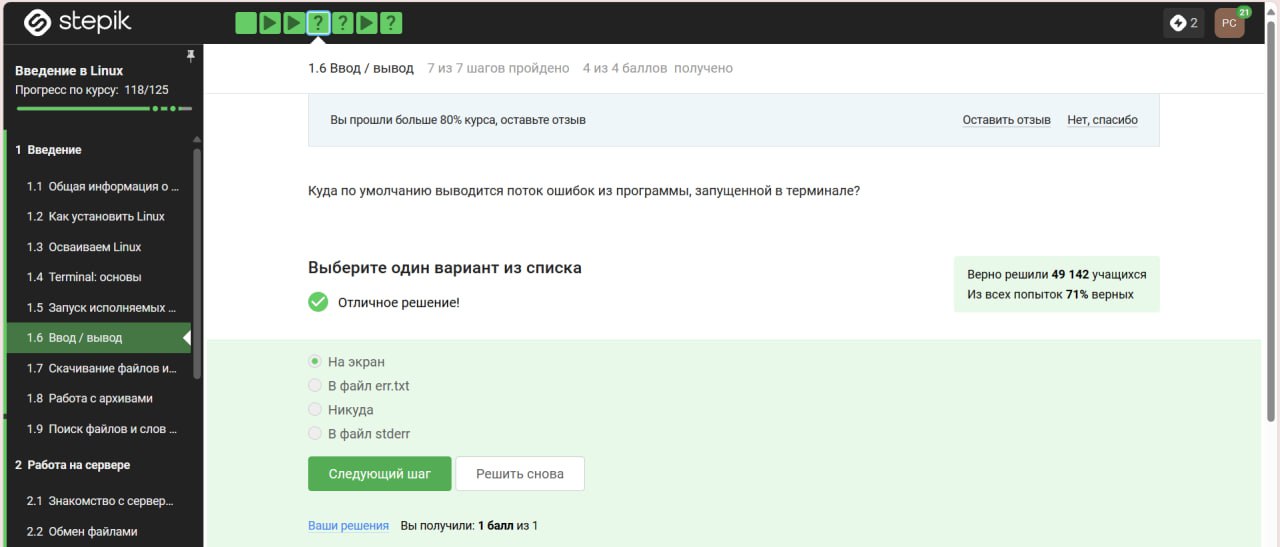 stepik
? ? ?
2
PC
21
Введение в Linux
Прогресс по курсу: 118/125
1 Введение
1.1 Общая информация о ...
1.2 Как установить Linux
1.3 Осваиваем Linux
1.4 Terminal: основы
1.5 Запуск исполняемых ...
1.6 Ввод / вывод
1.7 Скачивание файлов и...
1.8 Работа с архивами
1.9 Поиск файлов и слов ...
2 Работа на сервере
2.1 Знакомство с сервер...
2.2 Обмен файлами
1.6 Ввод / вывод 7 из 7 шагов пройдено 4 из 4 баллов получено
Вы прошли больше 80% курса, оставьте отзыв Оставить отзыв Нет, спасибо
Куда по умолчанию выводится поток ошибок из программы, запущенной в терминале?
Выберите один вариант из списка
Отличное решение!
Верно решили 49 142 учащихся
Из всех попыток 71% верных
На экран
В файл err.txt
Никуда
В файл stderr
Следующий шаг Решить снова
Ваши решения Вы получили: 1 балл из 1